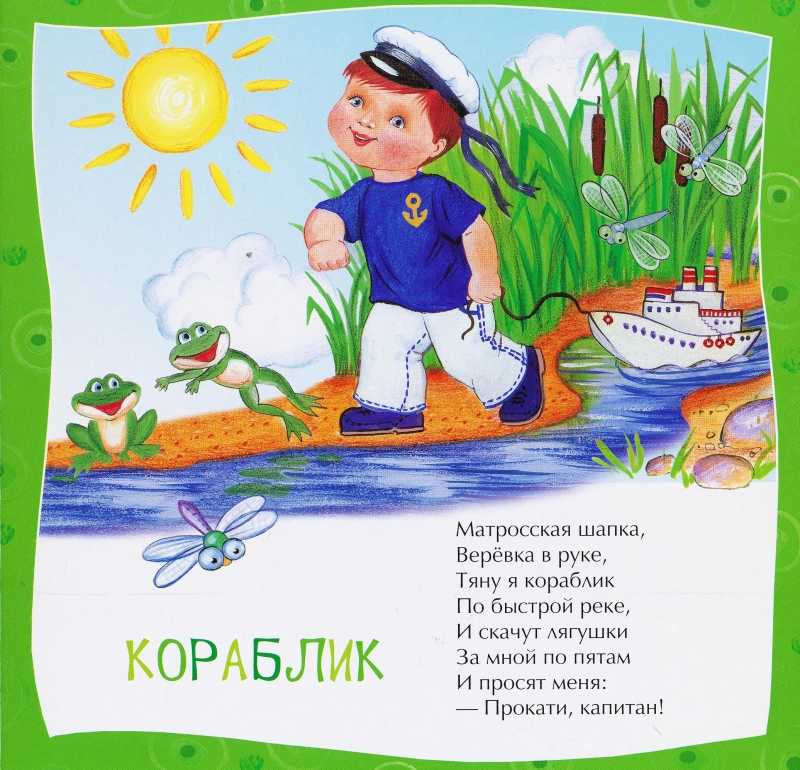 КОРАБЛИК
Матросская шапка,
Верёвка в руке,
Тяну я кораблик
По быстрой реке,
И скачут лягушки
За мной по пятам
И просят меня:
— Прокати, капитан!